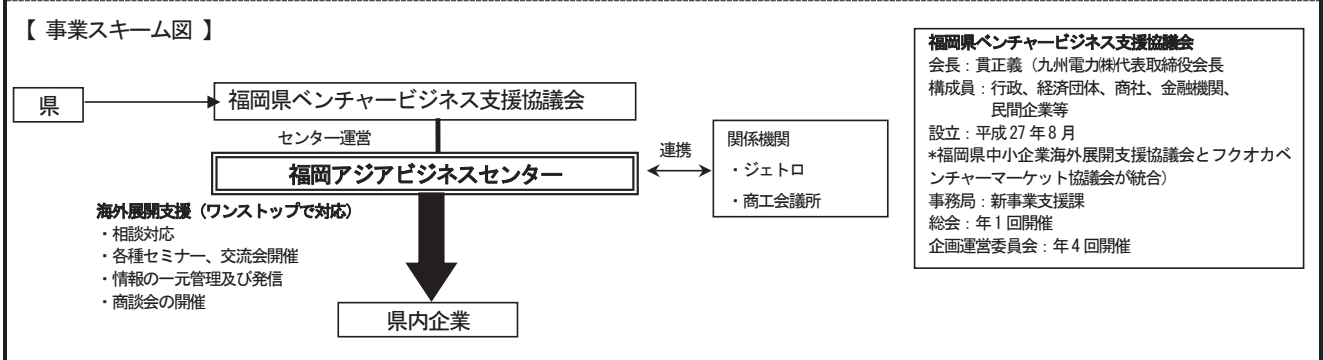 【 事業スキーム図 】
県
福岡県ベンチャービジネス支援協議会
センター運営
福岡アジアビジネスセンター
連携
関係機関
・ジェトロ
・商工会議所
海外展開支援（ワンストップで対応）
・相談対応
・各種セミナー、交流会開催
・情報の一元管理及び発信
・商談会の開催
県内企業
福岡県ベンチャービジネス支援協議会
会長：貫正義（九州電力㈱代表取締役会長
構成員：行政、経済団体、商社、金融機関、
民間企業等
設立：平成27年8月
*福岡県中小企業海外展開支援協議会とフクオカベ
ンチャーマーケット協議会が統合）
事務局：新事業支援課
総会：年1回開催
企画運営委員会：年4回開催